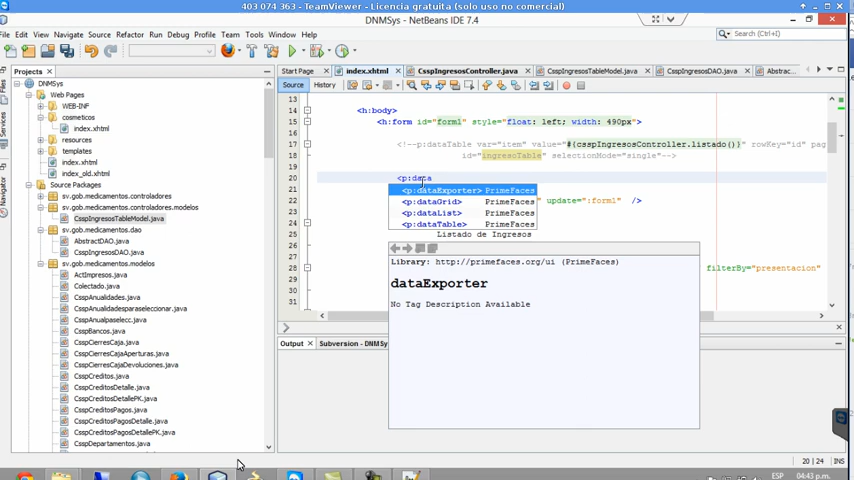 403 074 363 - TeamViewer - Licencia gratuita (solo uso no comercial)
DNMSys - NetBeans IDE 7.4
File Edit View Navigate Source Refactor Run Debug Profile Team Tools Window Help
Search (Ctrl+I)
Projects
Start Page
index.xhtml
CsspIngresosController.java
CsspIngresosTableModel.java
CsspIngresosDAO.java
Abstrac...
Source
History
Files
Services
Navigator
DNMSys
Web Pages
WEB-INF
cosmeticos
index.xhtml
resources
templates
index.xhtml
index_old.xhtml
Source Packages
sv.gob.medicamentos.controladores
sv.gob.medicamentos.controladores.modelos
CsspIngresosTableModel.java
sv.gob.medicamentos.dao
AbstractDAO.java
CsspIngresosDAO.java
sv.gob.medicamentos.modelos
ActImpresos.java
Colectado.java
CsspAnualidades.java
CsspAnualidadesparaseleccionar.java
CsspAnualpaselecc.java
CsspBancos.java
CsspCierresCaja.java
CsspCierresCajaAperturas.java
CsspCierresCajaDevoluciones.java
CsspCreditos.java
CsspCreditosDetalle.java
CsspCreditosDetallePK.java
CsspCreditosPagos.java
CsspCreditosPagosDetalle.java
CsspCreditosPagosDetallePK.java
CsspDepartamentos.java
13
14 <h:body>
15 <h:form id="form1" style="float: left; width: 490px">
16
17 <!--p:dataTable var="item" value="#{csspIngresosController.listado()}" rowKey="id" pag
18 id="ingresoTable" selectionMode="single">-->
19
20 <p:data
21
22 " update=":form1" />
23
24
25 Listado de Ingresos
28 filterBy="presentacion"
30
31
<p:dataExporter> PrimeFaces
<p:dataGrid> PrimeFaces
<p:dataList> PrimeFaces
<p:dataTable> PrimeFaces
Library: http://primefaces.org/ui (PrimeFaces)
dataExporter
No Tag Description Available
Output
Subversion - DNMSys
20 | 24 INS
ESP 04:43 p.m.